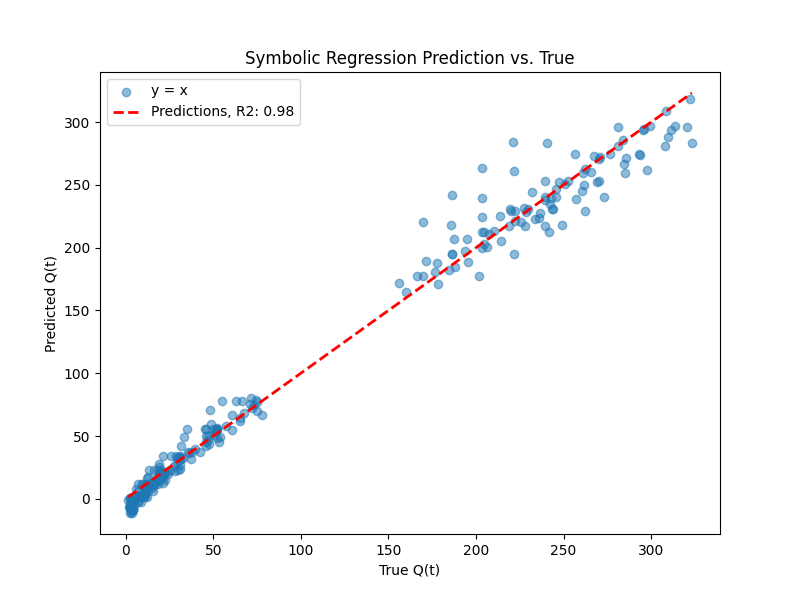 Symbolic Regression Prediction vs. True
y = x
Predictions, R2: 0.98
300
250
200
150
100
50
0
Predicted Q(t)
0 50 100 150 200 250 300
True Q(t)